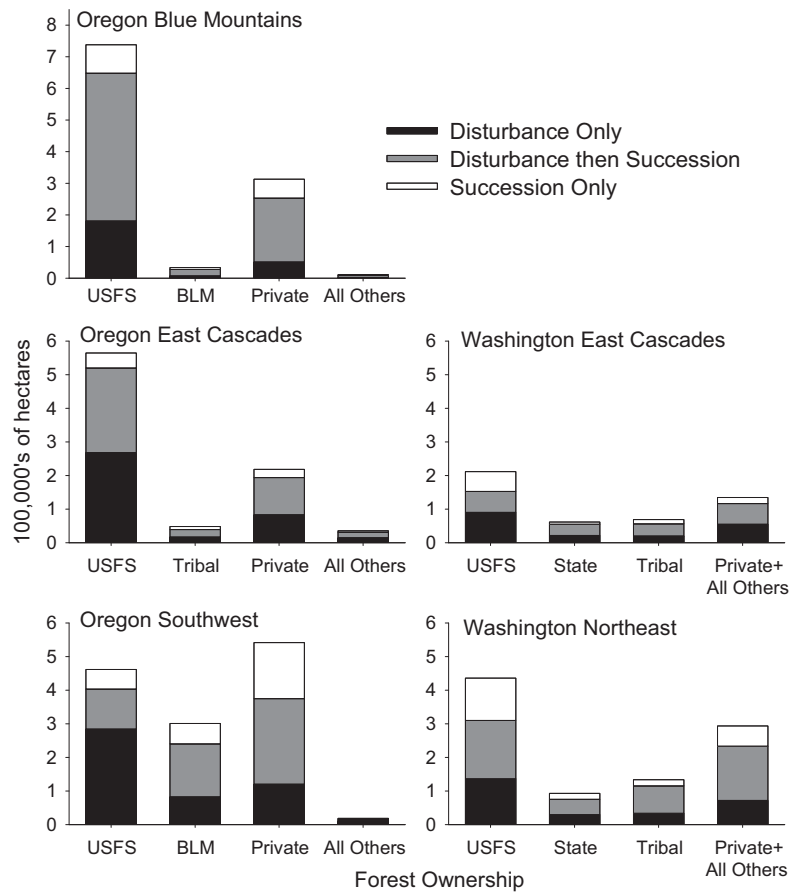 Oregon Blue Mountains
8
7
6
5
4
3
2
1
0
USFS BLM Private All Others
Disturbance Only
Disturbance then Succession
Succession Only
100,000's of hectares
Oregon East Cascades
6
5
4
3
2
1
0
USFS Tribal Private All Others
Washington East Cascades
6
5
4
3
2
1
0
USFS State Tribal Private+
All Others
Oregon Southwest
6
5
4
3
2
1
0
USFS BLM Private All Others
Washington Northeast
6
5
4
3
2
1
0
USFS State Tribal Private+
All Others
Forest Ownership